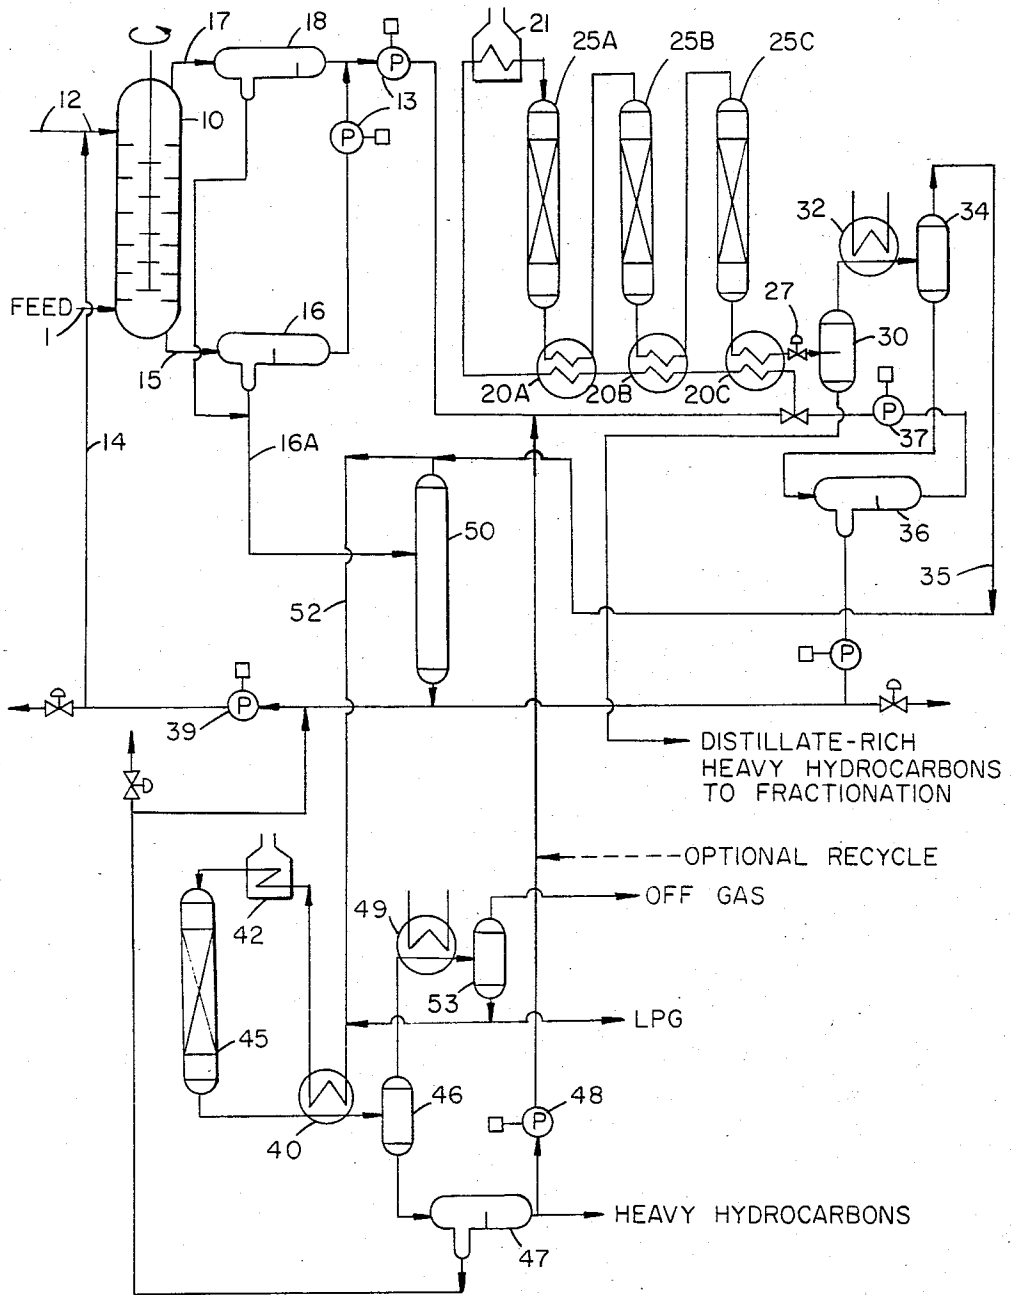 17
18
21
25A
25B
25C
12
10
P
13
P
32
34
FEED
1
16
27
30
15
20A
20B
20C
P
37
14
16A
36
50
35
52
P
P
39
DISTILLATE-RICH
HEAVY HYDROCARBONS
TO FRACTIONATION
OPTIONAL RECYCLE
OFF GAS
42
49
53
LPG
45
46
48
P
40
HEAVY HYDROCARBONS
47